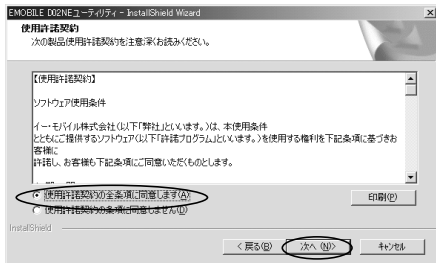 EMOBILE D02NEユーティリティ - InstallShield Wizard
使用許諾契約
次の製品使用許諾契約を注意深くお読みください。
【使用許諾契約】
ソフトウェア使用条件
イー・モバイル株式会社(以下「弊社」といいます。)は、本使用条件
とともにご提供するソフトウェア(以下「許諾プログラム」といいます。)を使用する権利を下記条項に基づきお
客様に
許諾し、お客様も下記条項にご同意いただくものとします。
使用許諾契約の全条項に同意します(A)
使用許諾契約の条項に同意しません(D)
印刷(P)
InstallShield
< 戻る(B)
次へ (N)>
キャンセル